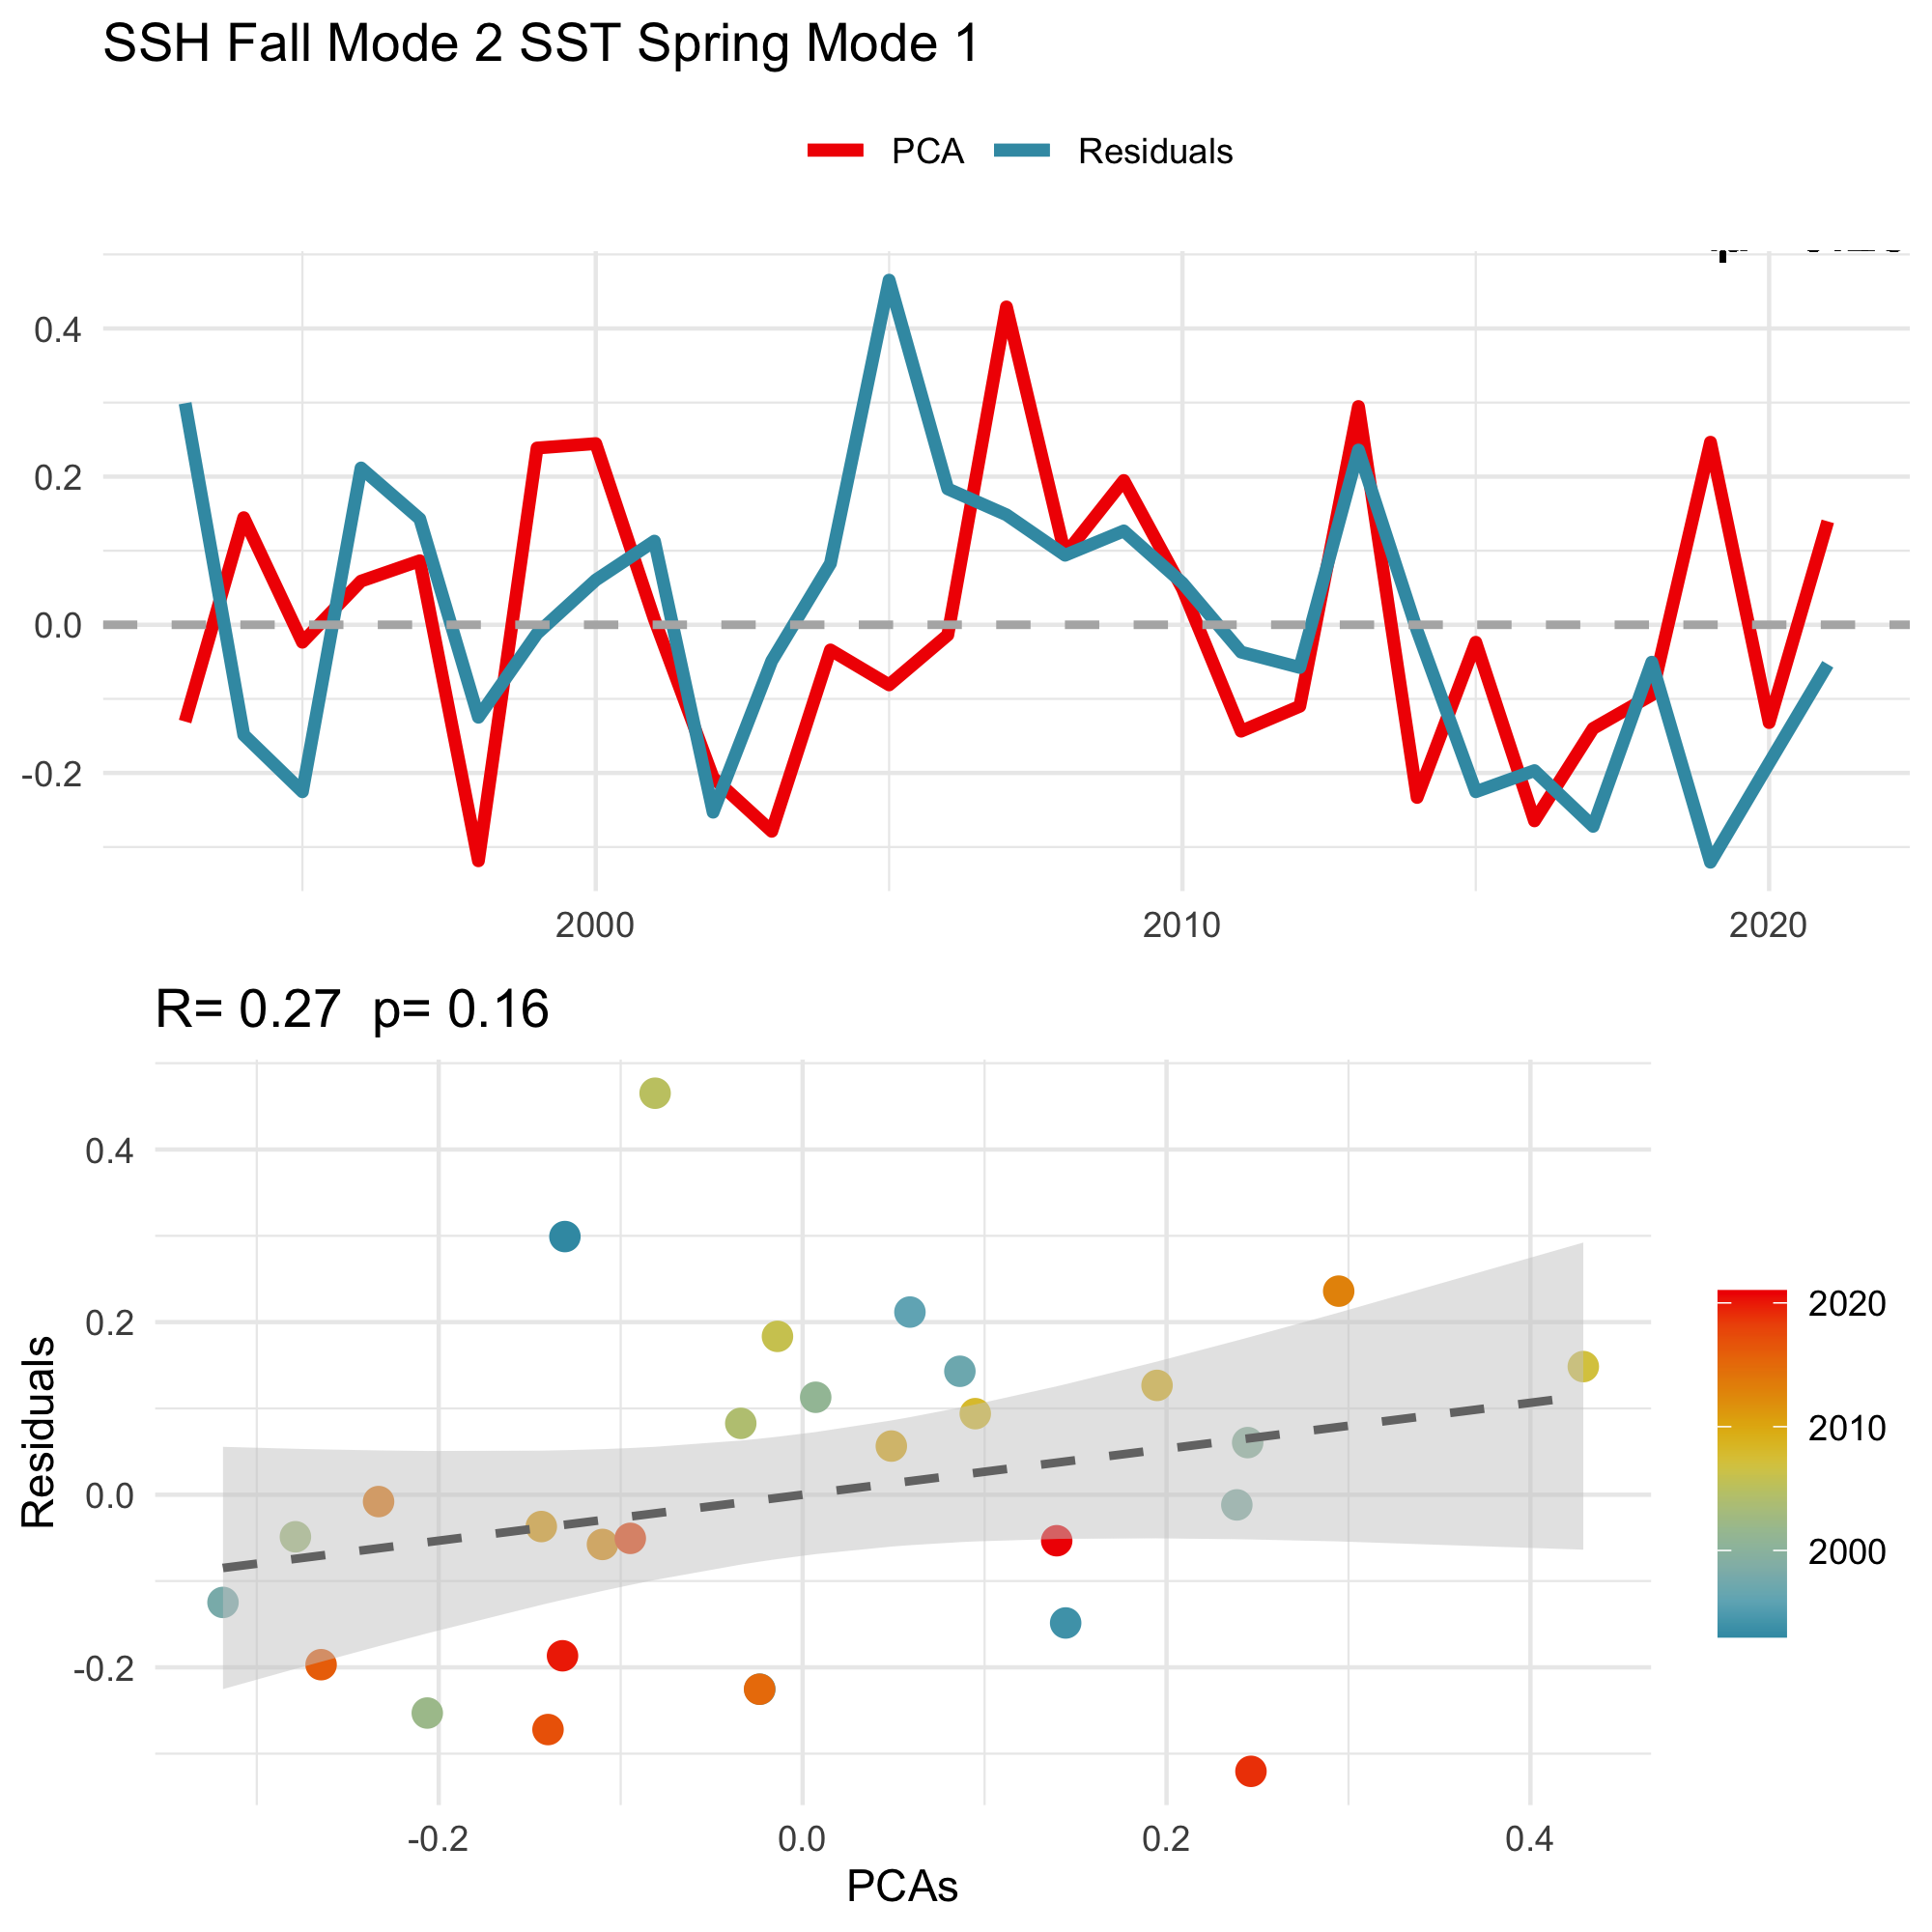 SSH Fall Mode 2 SST Spring Mode 1
PCA Residuals
0.4
0.2
0.0
-0.2
2000 2010 2020
R= 0.27 p= 0.16
Residuals
0.4
0.2
0.0
-0.2
-0.2 0.0 0.2 0.4
PCAs
2020
2010
2000